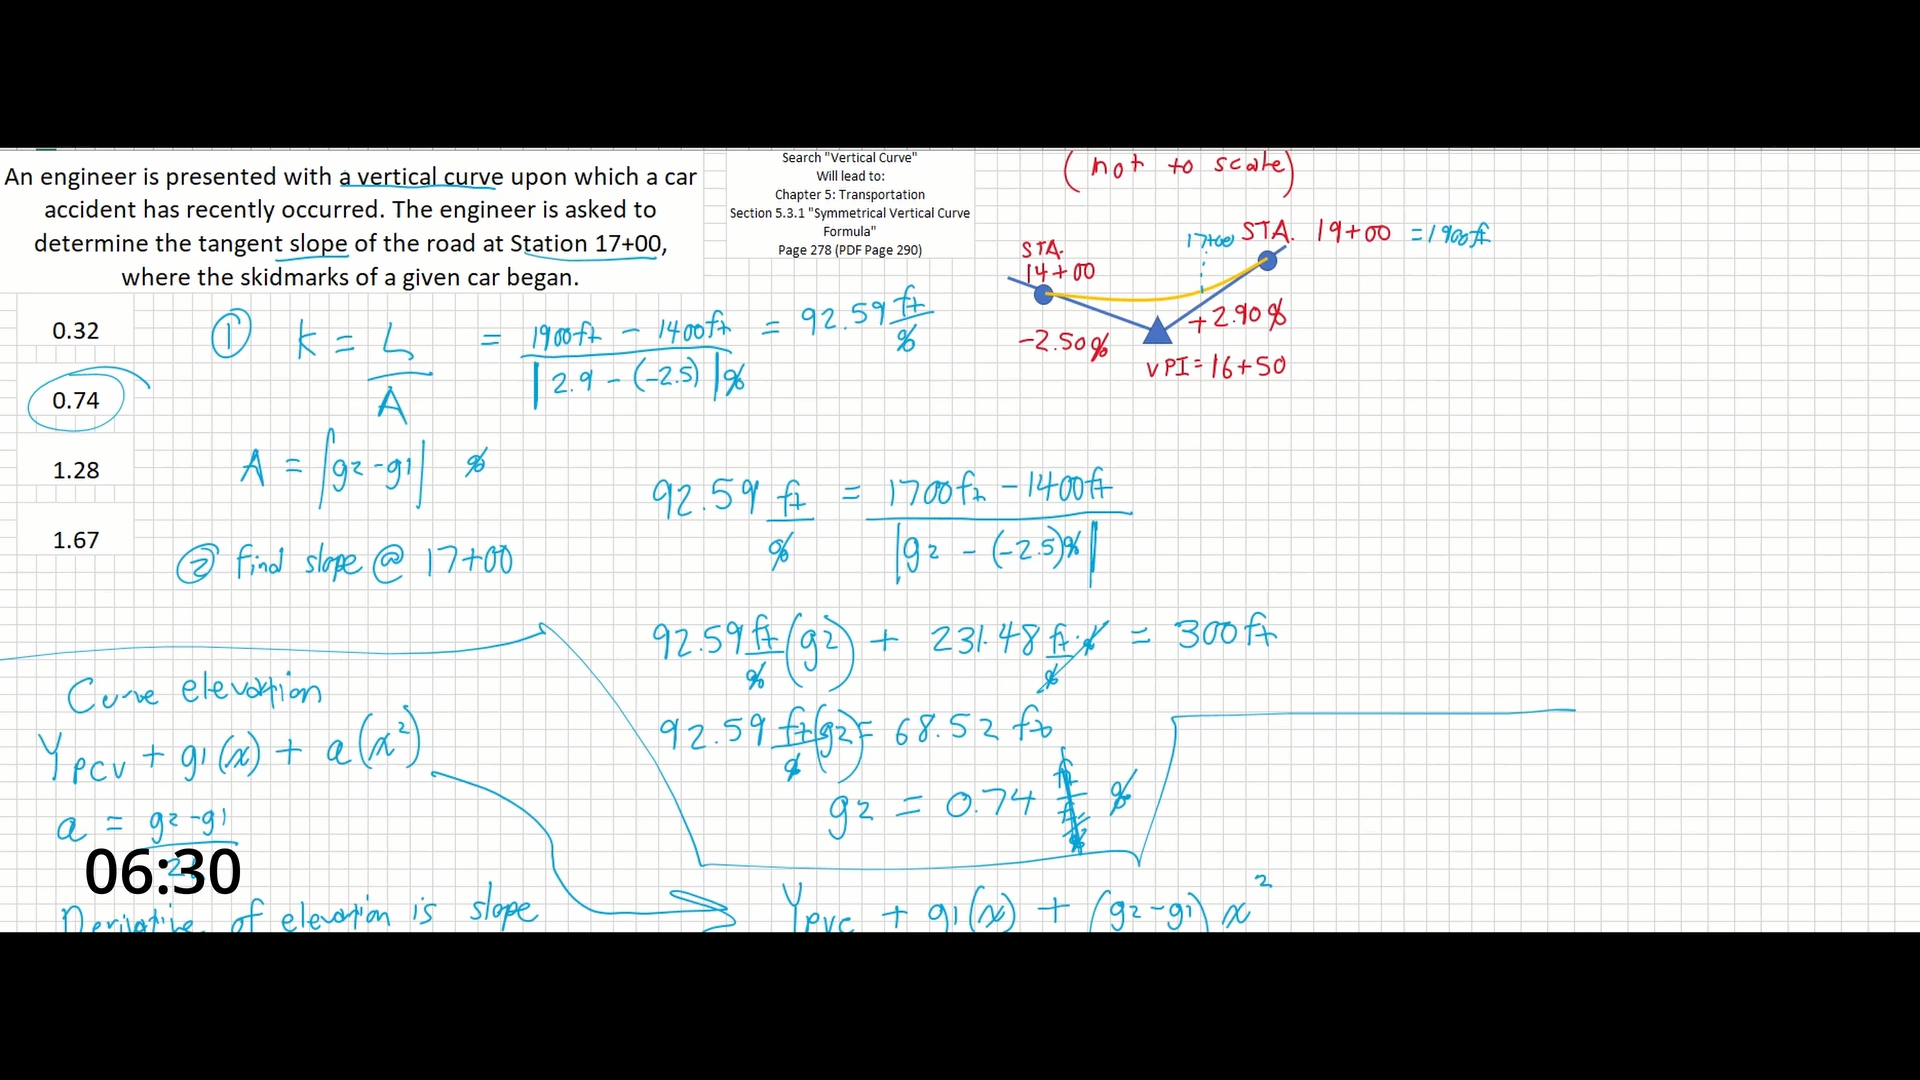 An engineer is presented with a vertical curve upon which a car
accident has recently occurred. The engineer is asked to
determine the tangent slope of the road at Station 17+00,
where the skidmarks of a given car began.
Search "Vertical Curve"
Will lead to:
Chapter 5: Transportation
Section 5.3.1 "Symmetrical Vertical Curve
Formula"
Page 278 (PDF Page 290)
(not to scale)
STA.
14+00
17+00
STA. 19+00 = 1900ft
-2.50%
+2.90%
VPI = 16+50
0.32
0.74
1.28
1.67
① K = L / A = 1900ft - 1400ft / |2.9 - (-2.5)|% = 92.59 ft/%
A = |g2 - g1| %
② find slope @ 17+00
92.59 ft/% = 1700ft - 1400ft / |g2 - (-2.5)%|
92.59 ft/% (g2) + 231.48 ft·%/% = 300ft
92.59 ft/% (g2) = 68.52 ft
g2 = 0.74 %
Curve elevation
YPCV + g1(x) + a(x²)
a = g2 - g1
2
06:30
Derivative of elevation is slope
YPVC + g1(x) + (g2 - g1) x²